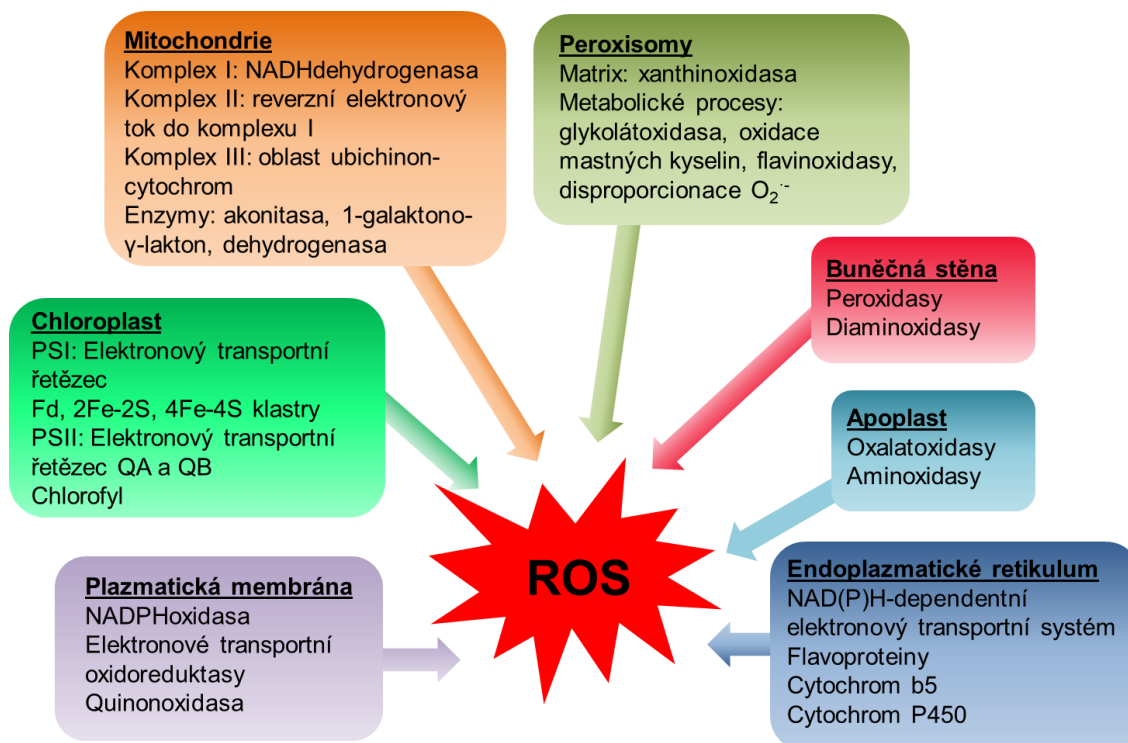 Mitochondrie
Komplex I: NADHdehydrogenasa
Komplex II: reverzní elektronový
tok do komplexu I
Komplex III: oblast ubichinon-
cytochrom
Enzymy: akonitasa, 1-galaktono-
γ-lakton, dehydrogenasa
Peroxisomy
Matrix: xanthinoxidasa
Metabolické procesy:
glykolátoxidasa, oxidace
mastných kyselin, flavinoxidasy,
disproporcionace O₂·⁻
Buněčná stěna
Peroxidasy
Diaminoxidasy
Chloroplast
PSI: Elektronový transportní
řetězec
Fd, 2Fe-2S, 4Fe-4S klastry
PSII: Elektronový transportní
řetězec QA a QB
Chlorofyl
Apoplast
Oxalatoxidasy
Aminoxidasy
ROS
Plazmatická membrána
NADPHoxidasa
Elektronové transportní
oxidoreduktasy
Quinonoxidasa
Endoplazmatické retikulum
NAD(P)H-dependentní
elektronový transportní systém
Flavoproteiny
Cytochrom b5
Cytochrom P450